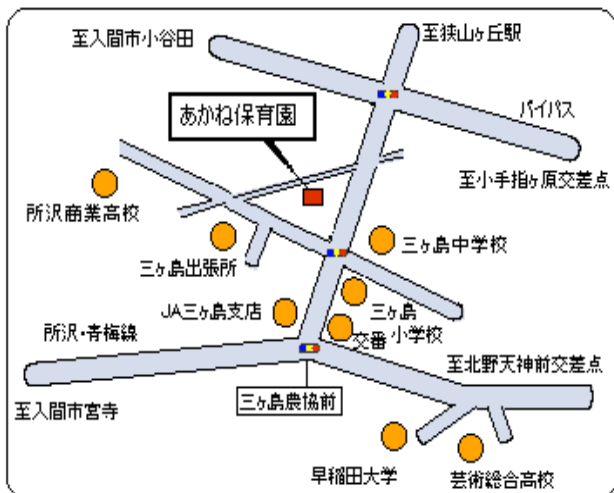 至入間市小谷田
至狭山ヶ丘駅
バイパス
あかね保育園
至小手指ヶ原交差点
所沢商業高校
三ヶ島中学校
三ヶ島出張所
JA三ヶ島支店
三ヶ島
小学校
交番
所沢・青梅線
至北野天神前交差点
至入間市宮寺
三ヶ島農協前
早稲田大学
芸術総合高校